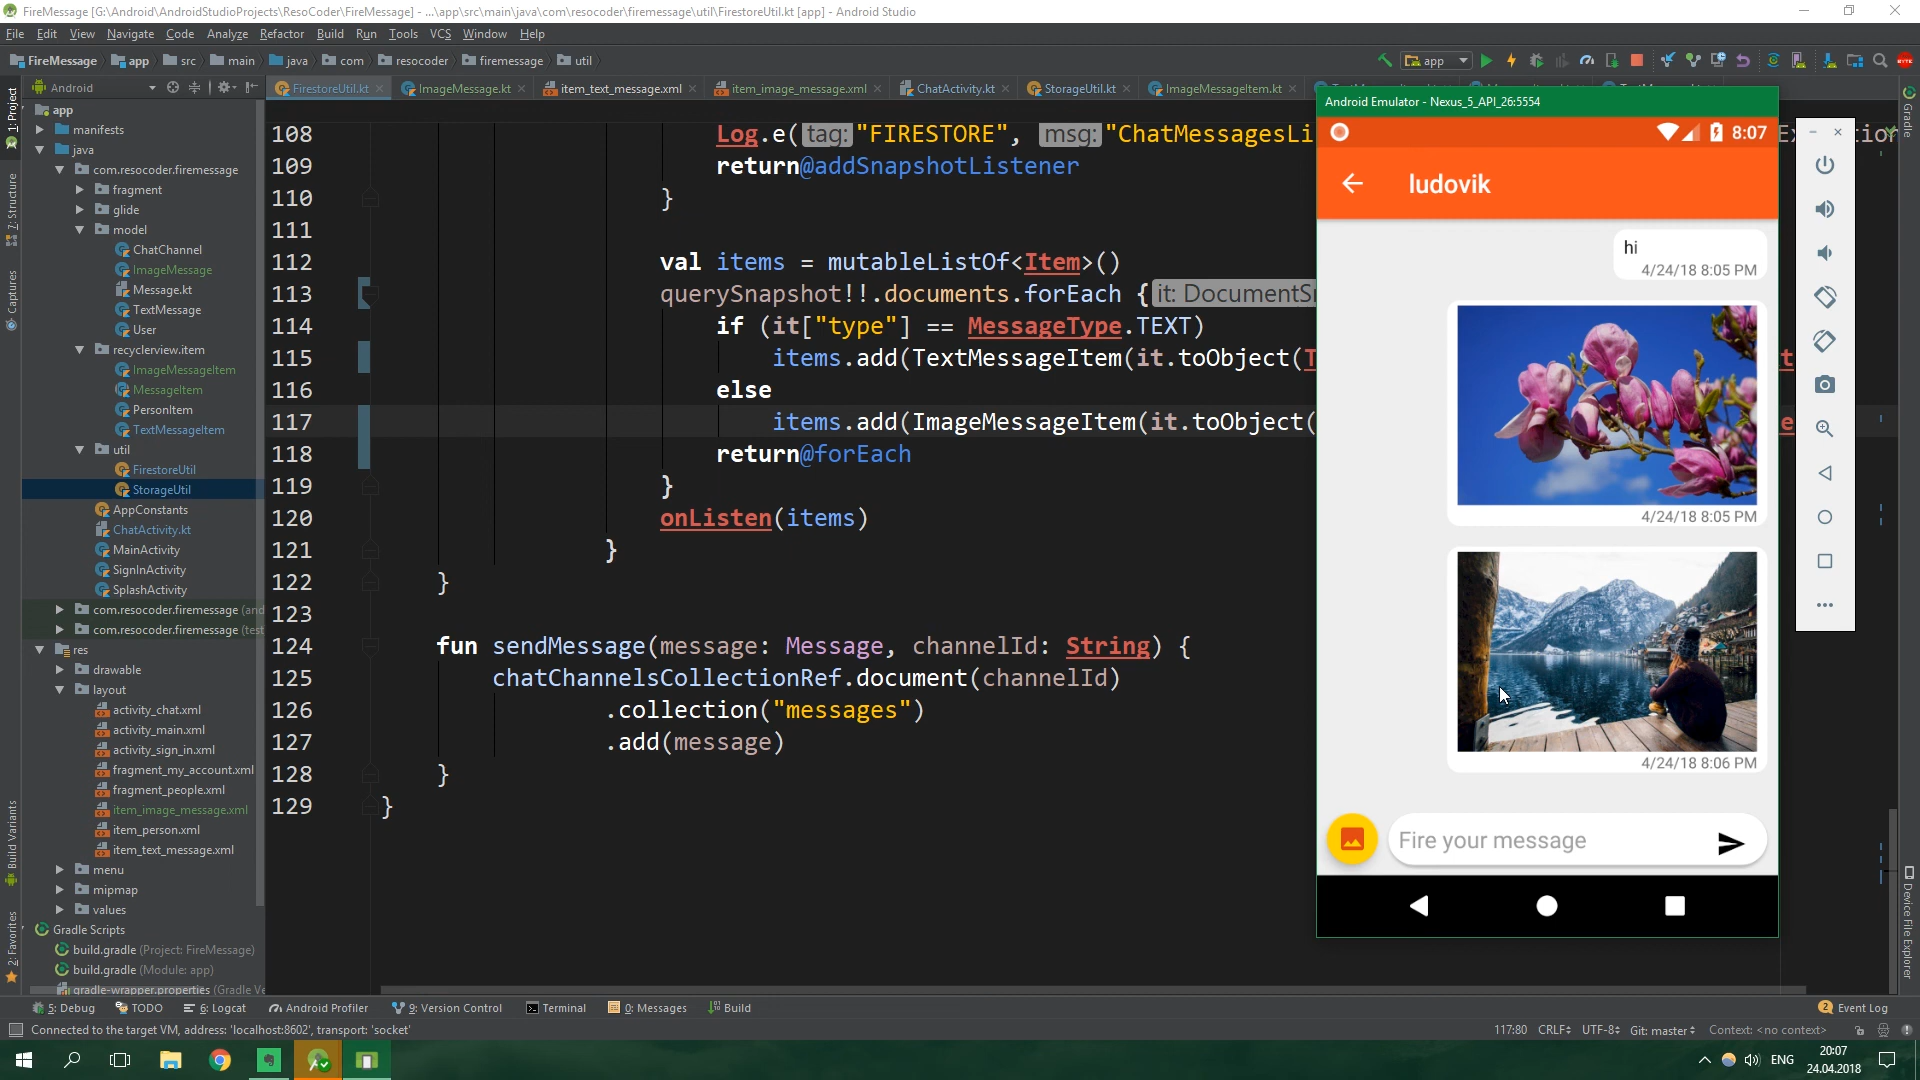 FireMessage [G:\Android\AndroidStudioProjects\ResoCoder\FireMessage] - ...\app\src\main\java\com\resocoder\firemessage\util\FirestoreUtil.kt [app] - Android Studio
File Edit View Navigate Code Analyze Refactor Build Run Tools VCS Window Help
FireMessage app src main java com resocoder firemessage util app
Android
FirestoreUtil.kt ImageMessage.kt item_text_message.xml item_image_message.xml ChatActivity.kt StorageUtil.kt ImageMessageItem.kt
1: Project
7: Structure
Captures
Build Variants
2: Favorites
app
manifests
java
com.resocoder.firemessage
fragment
glide
model
ChatChannel
ImageMessage
Message.kt
TextMessage
User
recyclerview.item
ImageMessageItem
MessageItem
PersonItem
TextMessageItem
util
FirestoreUtil
StorageUtil
AppConstants
ChatActivity.kt
MainActivity
SignInActivity
SplashActivity
com.resocoder.firemessage (and
com.resocoder.firemessage (test
res
drawable
layout
activity_chat.xml
activity_main.xml
activity_sign_in.xml
fragment_my_account.xml
fragment_people.xml
item_image_message.xml
item_person.xml
item_text_message.xml
menu
mipmap
values
Gradle Scripts
build.gradle (Project: FireMessage)
build.gradle (Module: app)
gradle-wrapper.properties (Gradle Ve
108 Log.e( tag: "FIRESTORE", msg: "ChatMessagesLi
109 return@addSnapshotListener
110 }
111
112 val items = mutableListOf<Item>()
113 querySnapshot!!.documents.forEach { it: DocumentSn
114 if (it["type"] == MessageType.TEXT)
115 items.add(TextMessageItem(it.toObject(T
116 else
117 items.add(ImageMessageItem(it.toObject(
118 return@forEach
119 }
120 onListen(items)
121 }
122 }
123
124 fun sendMessage(message: Message, channelId: String) {
125 chatChannelsCollectionRef.document(channelId)
126 .collection("messages")
127 .add(message)
128 }
129 }
Android Emulator - Nexus_5_API_26:5554
8:07
ludovik
hi
4/24/18 8:05 PM
4/24/18 8:05 PM
4/24/18 8:06 PM
Fire your message
Gradle
Device File Explorer
5: Debug TODO 6: Logcat Android Profiler 9: Version Control Terminal 0: Messages Build 2 Event Log
Connected to the target VM, address: 'localhost:8602', transport: 'socket' 117:80 CRLF UTF-8 Git: master Context: <no context>
ENG 20:07
24.04.2018